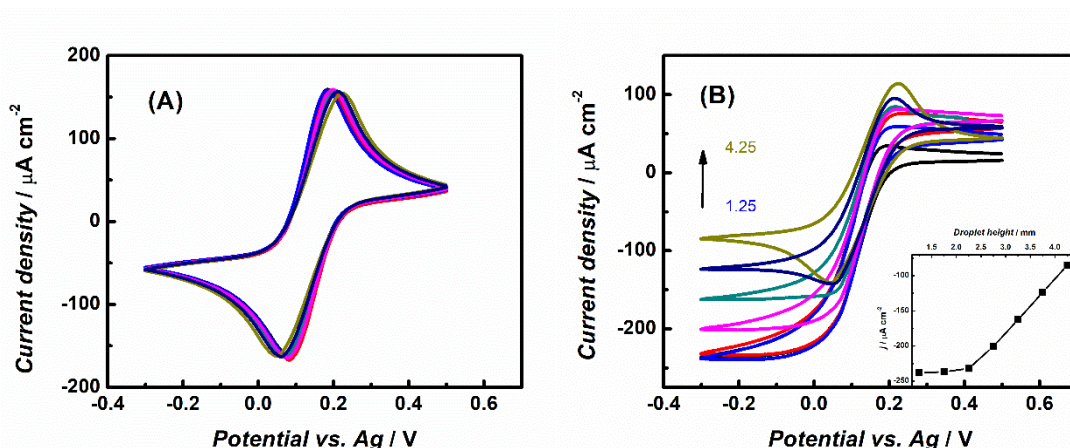 (A)
Current density / μA cm-2
200
100
0
-100
-200
-0.4 -0.2 0.0 0.2 0.4 0.6
Potential vs. Ag / V
(B)
Current density / μA cm-2
100
0
-100
-200
4.25
1.25
-0.4 -0.2 0.0 0.2 0.4 0.6
Potential vs. Ag / V
Droplet height / mm
1.5 2.0 2.5 3.0 3.5 4.0
j / μA cm-2
-100
-150
-200
-250